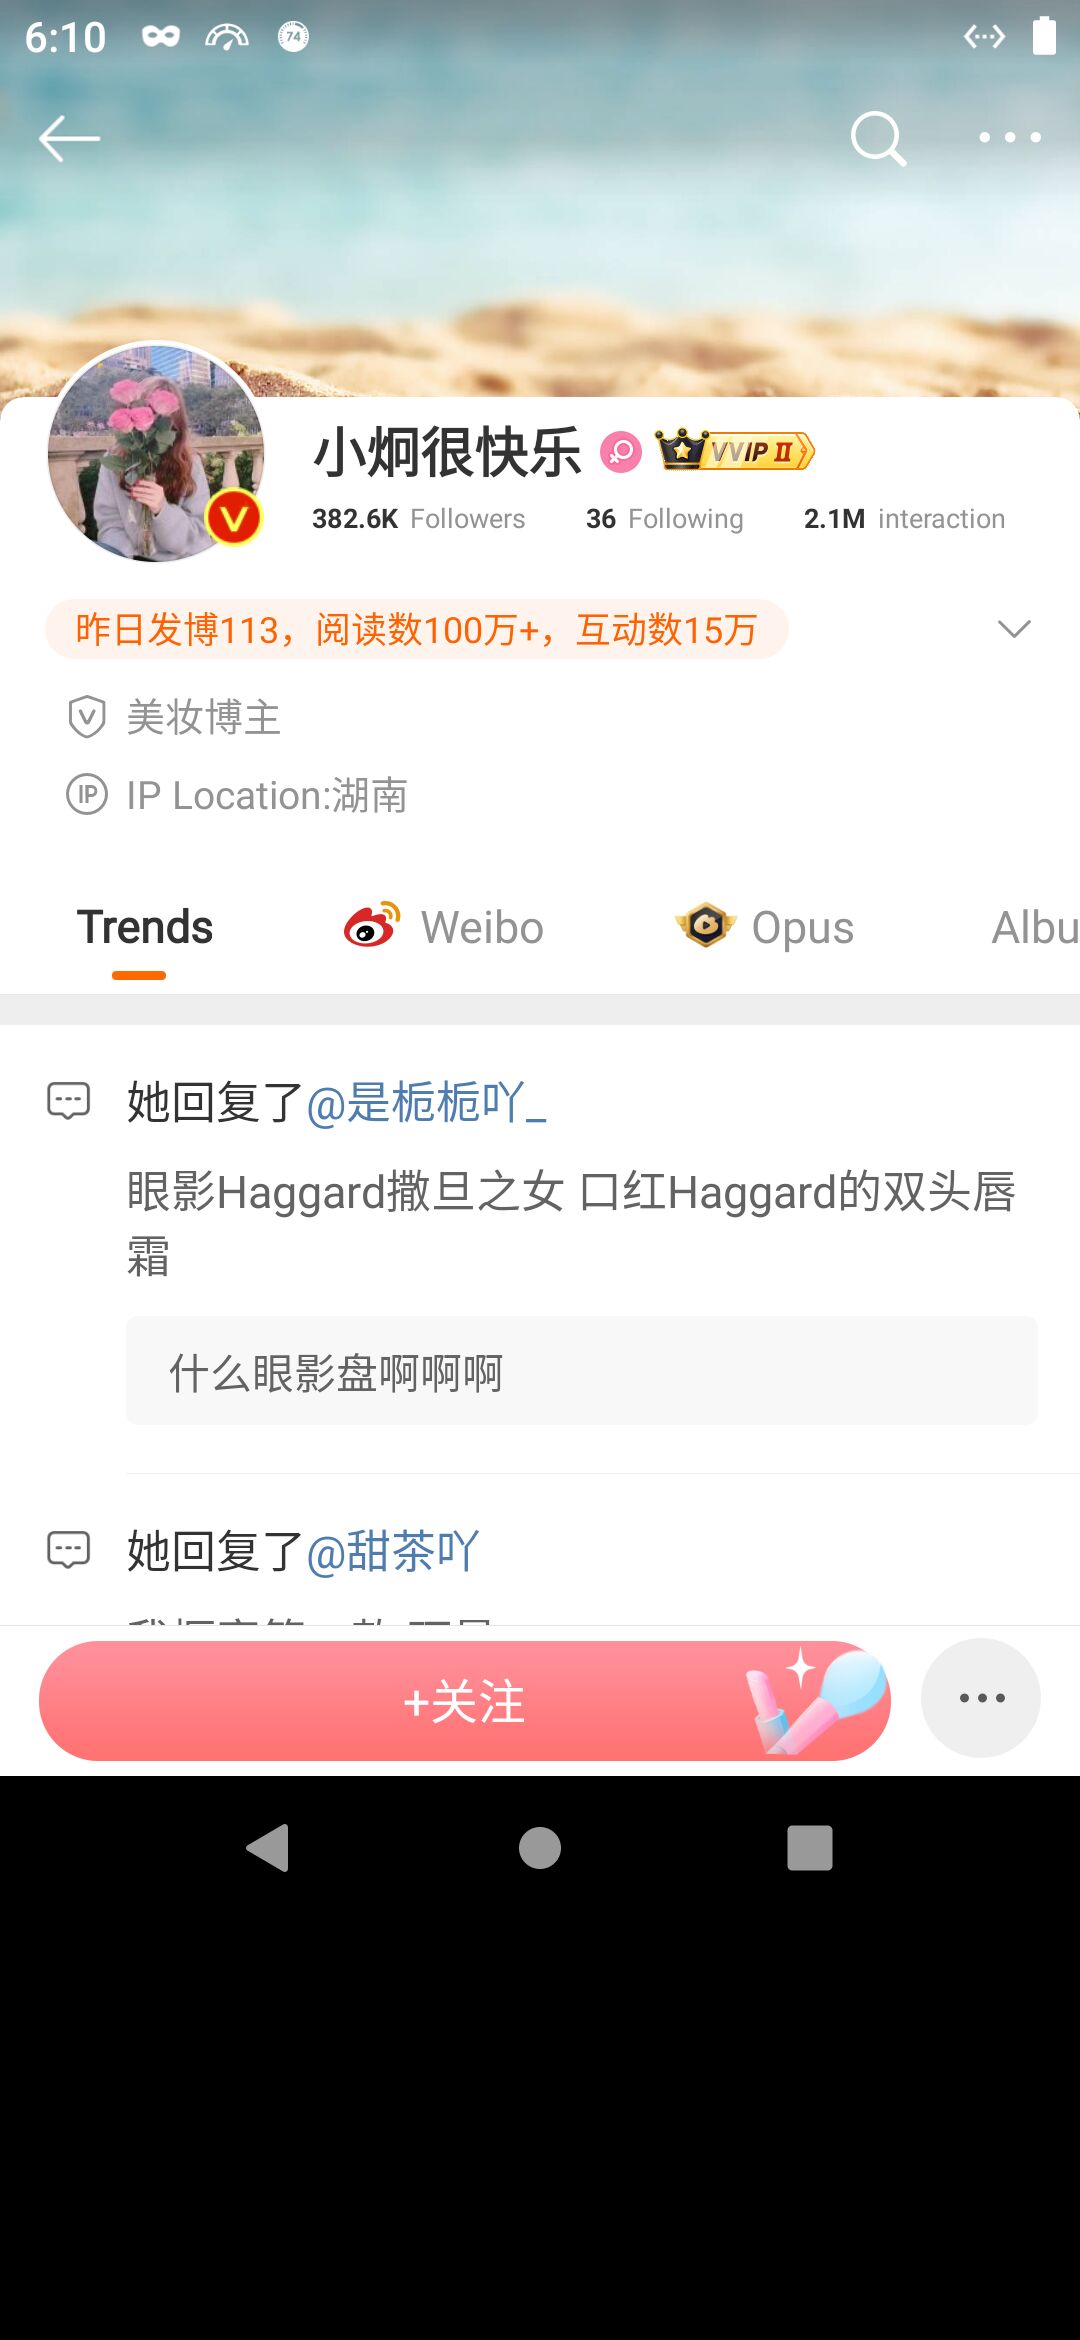 6:10
74
小炯很快乐
VVIP II
382.6K Followers 36 Following 2.1M interaction
昨日发博113，阅读数100万+，互动数15万
美妆博主
IP IP Location:湖南
Trends Weibo Opus Albu
她回复了@是栀栀吖_
眼影Haggard撒旦之女 口红Haggard的双头唇
霜
什么眼影盘啊啊啊
她回复了@甜茶吖
+关注